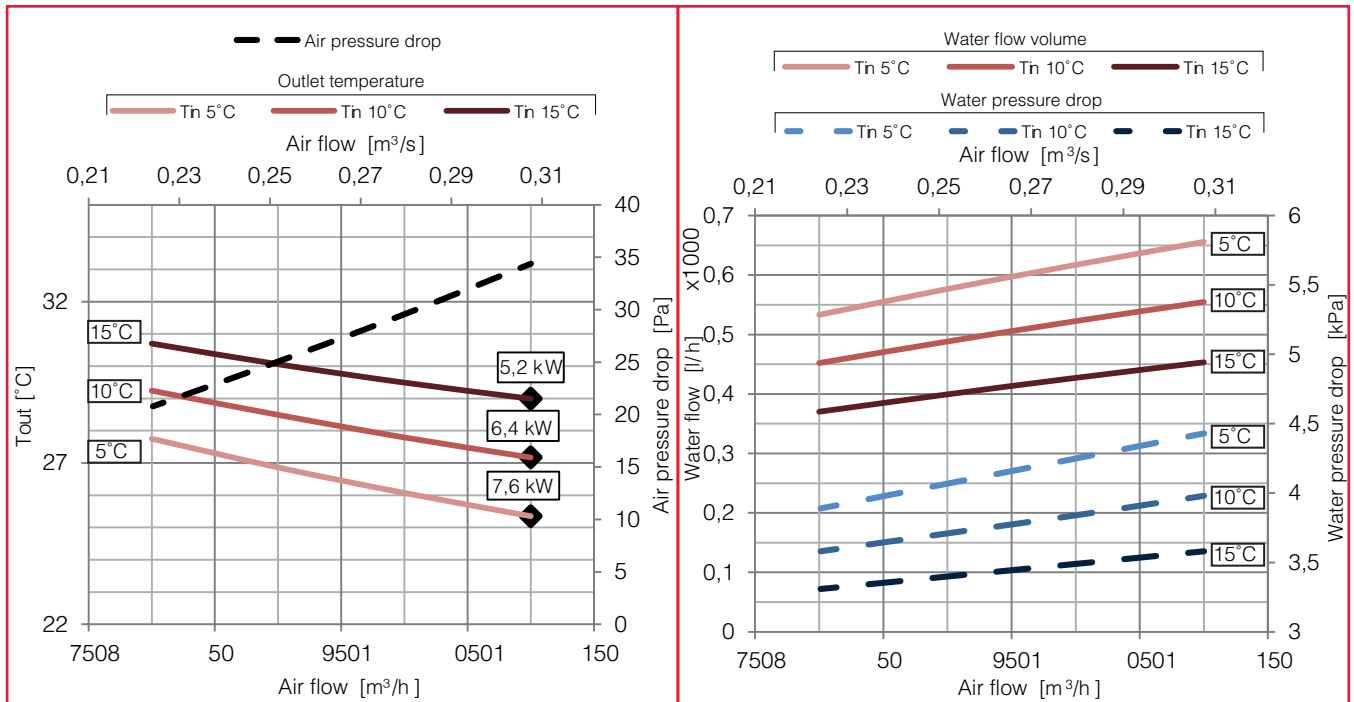 Air pressure drop
Outlet temperature
Tin 5°C Tin 10°C Tin 15°C
Air flow [m³/s]
0,21 0,23 0,25 0,27 0,29 0,31
40
35
30
25
20
15
10
5
0
Air pressure drop [Pa]
32
27
22
Tout [°C]
15°C
10°C
5°C
5,2 kW
6,4 kW
7,6 kW
7508 50 9501 0501 150
Air flow [m³/h]
Water flow volume
Tin 5°C Tin 10°C Tin 15°C
Water pressure drop
Tin 5°C Tin 10°C Tin 15°C
Air flow [m³/s]
0,21 0,23 0,25 0,27 0,29 0,31
0,7
0,6
0,5
0,4
0,3
0,2
0,1
0
Water flow [l/h] x1000
6
5,5
5
4,5
4
3,5
3
Water pressure drop [kPa]
5°C
10°C
15°C
5°C
10°C
15°C
7508 50 9501 0501 150
Air flow [m³/h]